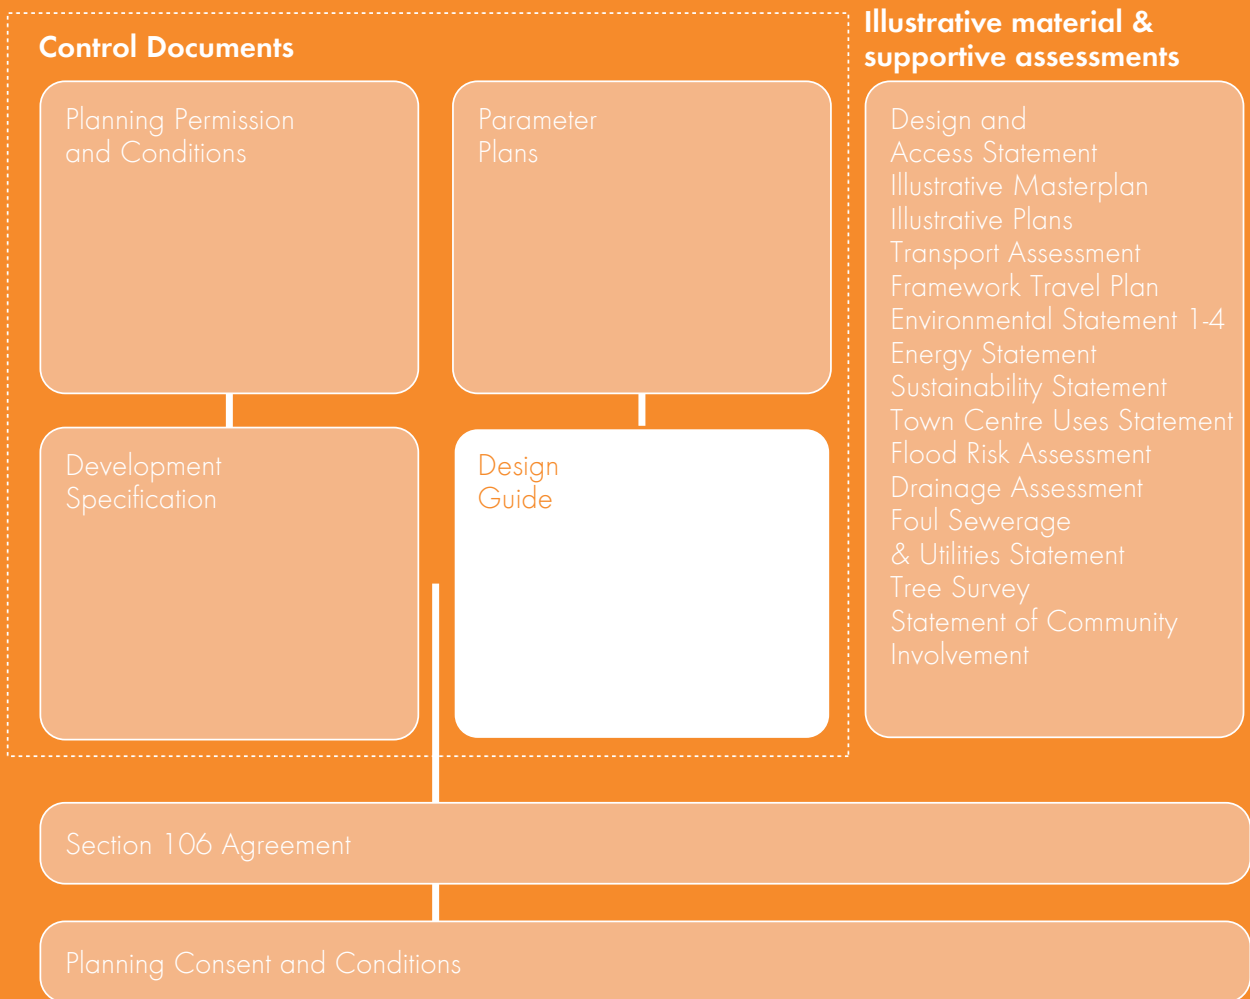 Control Documents
Planning Permission
and Conditions
Parameter
Plans
Development
Specification
Design
Guide
Illustrative material &
supportive assessments
Design and
Access Statement
Illustrative Masterplan
Illustrative Plans
Transport Assessment
Framework Travel Plan
Environmental Statement 1-4
Energy Statement
Sustainability Statement
Town Centre Uses Statement
Flood Risk Assessment
Drainage Assessment
Foul Sewerage
& Utilities Statement
Tree Survey
Statement of Community
Involvement
Section 106 Agreement
Planning Consent and Conditions